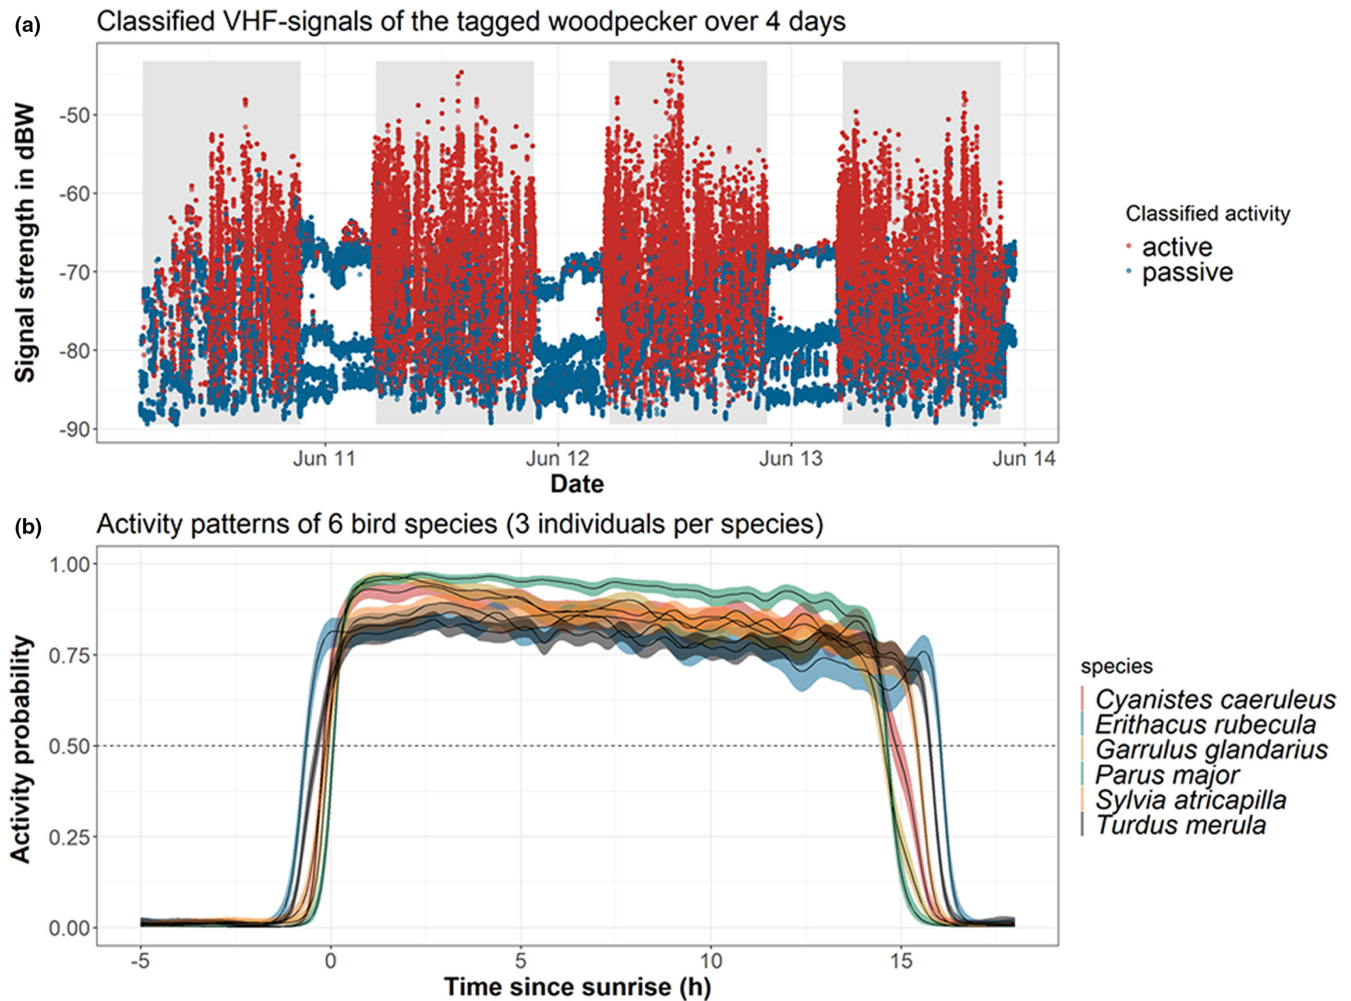 (a)
Classified VHF-signals of the tagged woodpecker over 4 days
Signal strength in dBW
-50
-60
-70
-80
-90
Jun 11
Jun 12
Jun 13
Jun 14
Date
Classified activity
active
passive
(b)
Activity patterns of 6 bird species (3 individuals per species)
Activity probability
1.00
0.75
0.50
0.25
0.00
-5
0
5
10
15
Time since sunrise (h)
species
Cyanistes caeruleus
Erithacus rubecula
Garrulus glandarius
Parus major
Sylvia atricapilla
Turdus merula